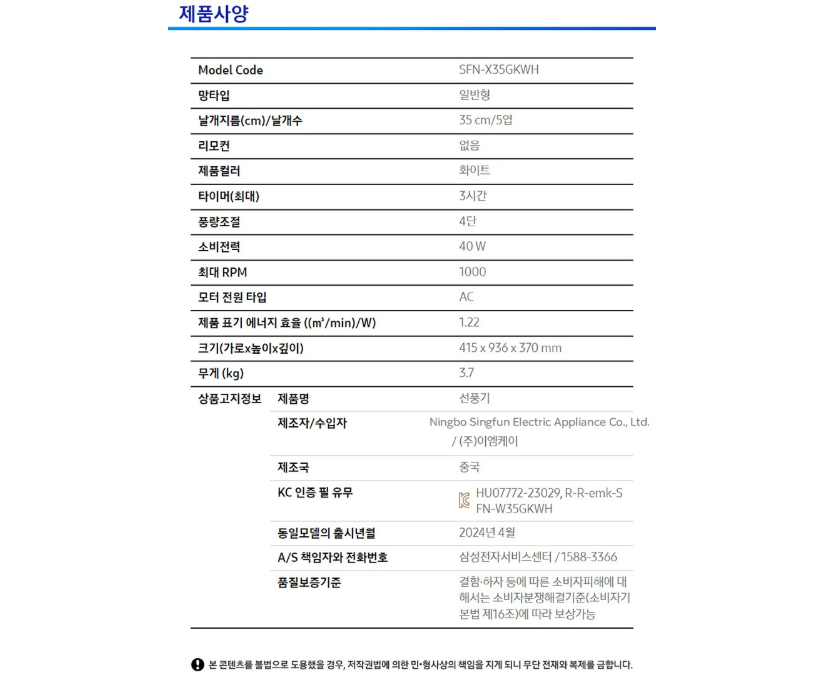 제품사양
Model Code SFN-X35GKWH
망타입 일반형
날개지름(cm)/날개수 35 cm/5엽
리모컨 없음
제품컬러 화이트
타이머(최대) 3시간
풍량조절 4단
소비전력 40 W
최대 RPM 1000
모터 전원 타입 AC
제품 표기 에너지 효율 ((m³/min)/W) 1.22
크기(가로x높이x깊이) 415 x 936 x 370 mm
무게 (kg) 3.7
상품고지정보 제품명 선풍기
제조자/수입자 Ningbo Singfun Electric Appliance Co., Ltd.
/ (주)이엠케이
제조국 중국
KC 인증 필 유무 HU07772-23029, R-R-emk-S
FN-W35GKWH
동일모델의 출시년월 2024년 4월
A/S 책임자와 전화번호 삼성전자서비스센터 / 1588-3366
품질보증기준 결함·하자 등에 따른 소비자피해에 대
해서는 소비자분쟁해결기준(소비자기
본법 제16조)에 따라 보상가능
본 콘텐츠를 불법으로 도용했을 경우, 저작권법에 의한 민•형사상의 책임을 지게 되니 무단 전재와 복제를 금합니다.